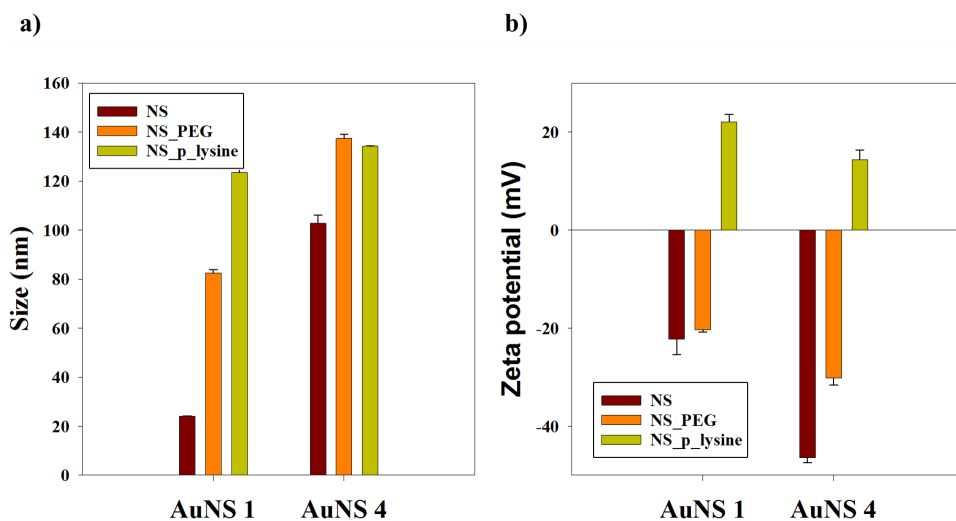 a)
160
140
120
100
80
60
40
20
0
Size (nm)
NS
NS_PEG
NS_p_lysine
AuNS 1
AuNS 4
b)
20
0
-20
-40
Zeta potential (mV)
NS
NS_PEG
NS_p_lysine
AuNS 1
AuNS 4